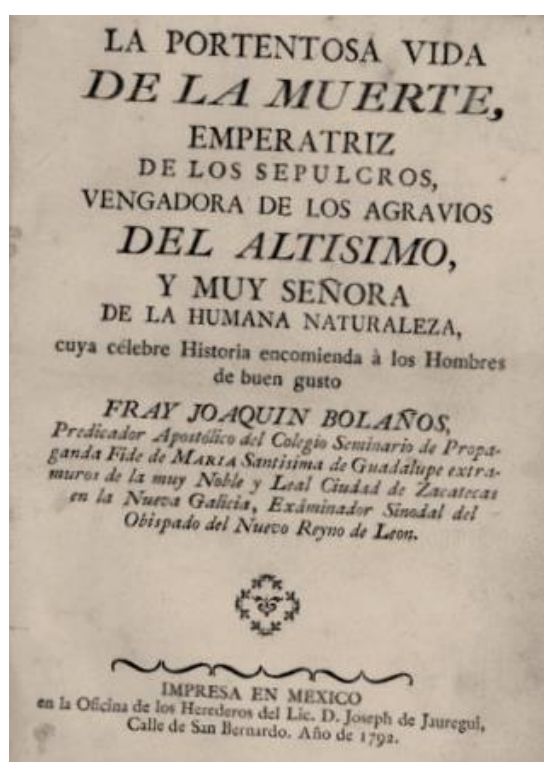 LA PORTENTOSA VIDA
DE LA MUERTE,
EMPERATRIZ
DE LOS SEPULCROS,
VENGADORA DE LOS AGRAVIOS
DEL ALTISIMO,
Y MUY SEÑORA
DE LA HUMANA NATURALEZA,
cuya célebre Historia encomienda à los Hombres
de buen gusto
FRAY JOAQUIN BOLAÑOS,
Predicador Apostólico del Colegio Seminario de Propa-
ganda Fide de MARIA Santisima de Guadalupe extra-
muros de la muy Noble y Leal Ciudad de Zacatecas
en la Nueva Galicia, Exâminador Sinodal del
Obispado del Nuevo Reyno de Leon.
IMPRESA EN MEXICO
en la Oficina de los Herederos del Lic. D. Joseph de Jauregui,
Calle de San Bernardo. Año de 1792.